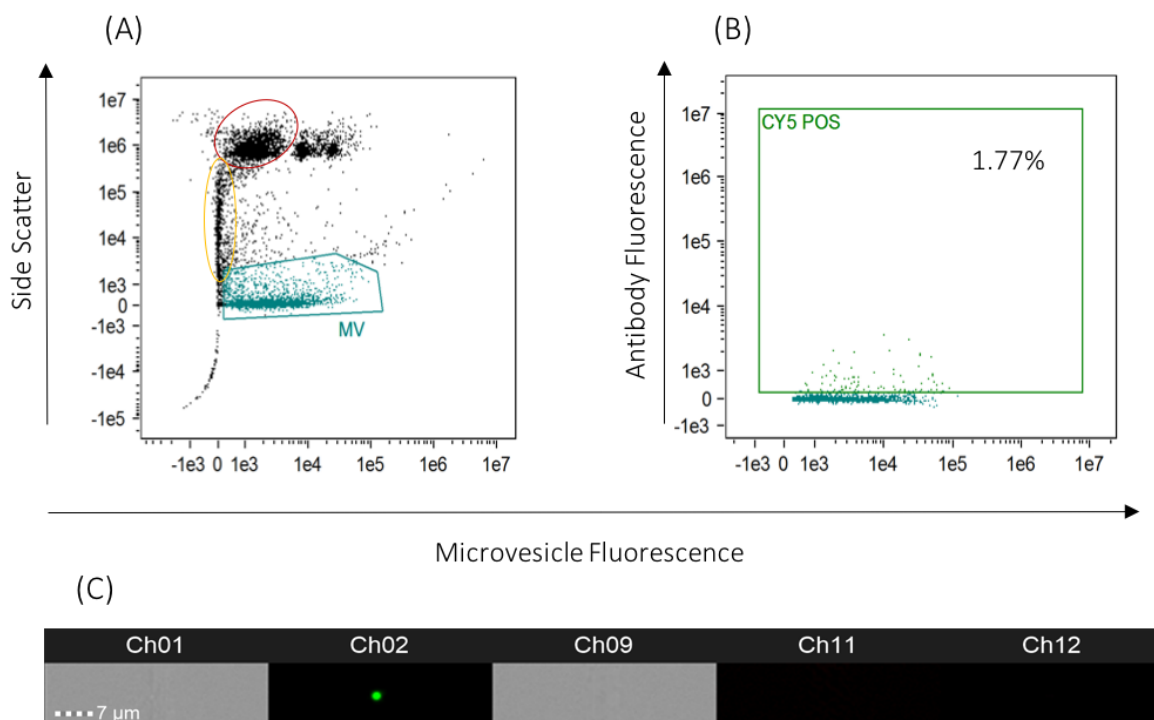 (A)
(B)
Side Scatter
1e7
1e6
1e5
1e4
1e3
0
-1e3
-1e4
-1e5
MV
-1e3 0 1e3 1e4 1e5 1e6 1e7
Antibody Fluorescence
1e7
1e6
1e5
1e4
1e3
0
-1e3
CY5 POS
1.77%
-1e3 0 1e3 1e4 1e5 1e6 1e7
Microvesicle Fluorescence
(C)
Ch01 Ch02 Ch09 Ch11 Ch12
7 µm